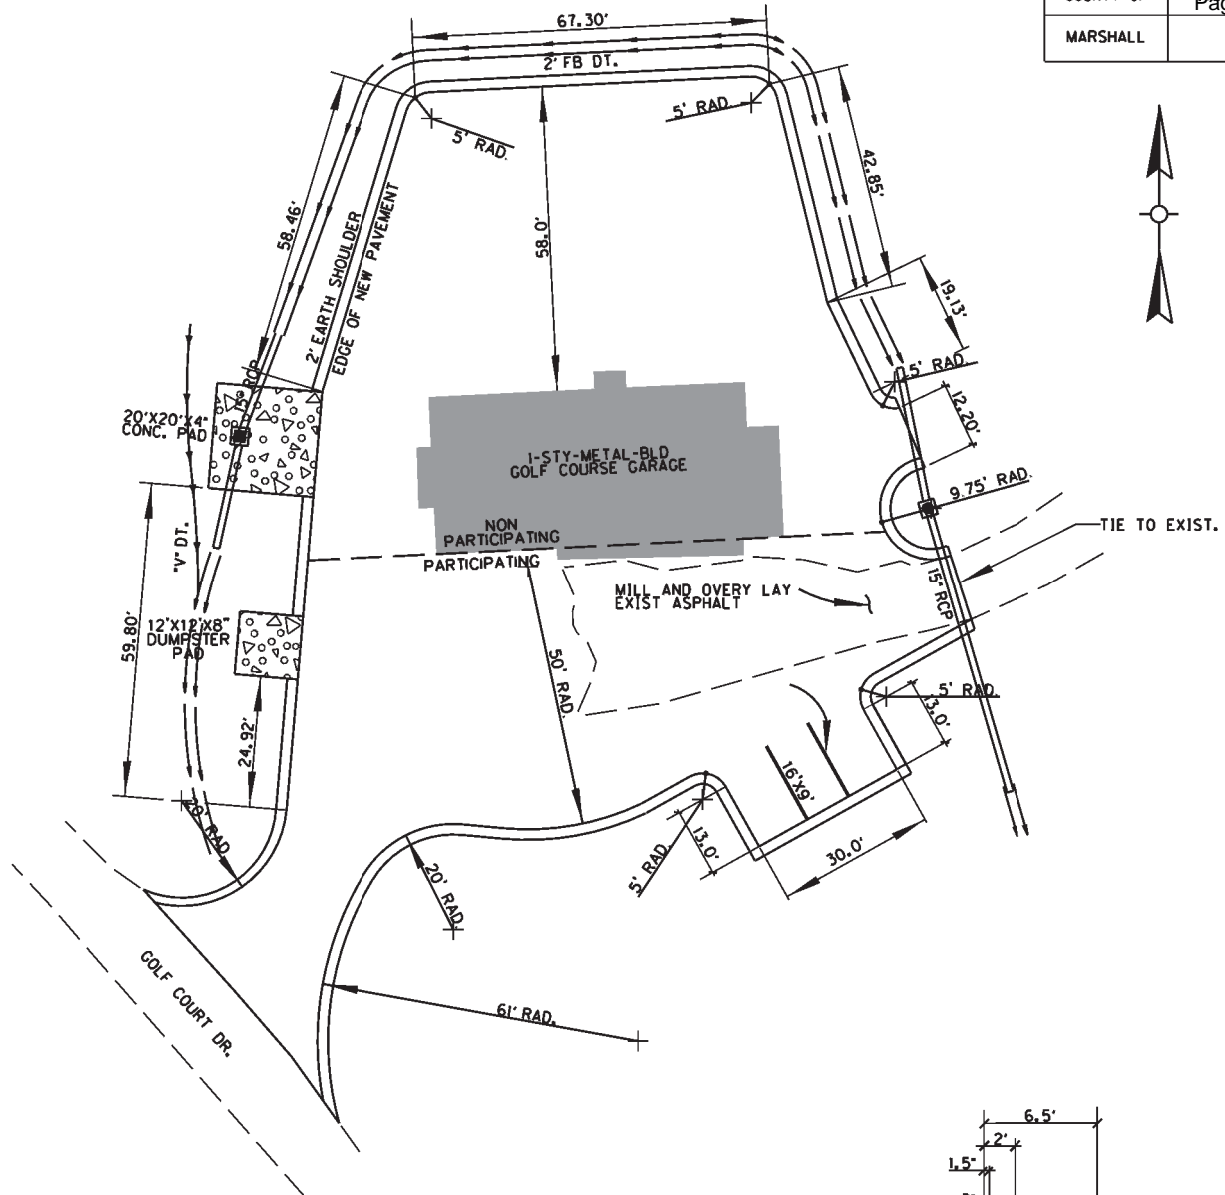 Pag
MARSHALL
67.30'
2' FB DT.
5' RAD.
5' RAD.
58.46'
58.0'
42.85'
2' EARTH SHOULDER
EDGE OF NEW PAVEMENT
19.13'
5' RAD.
12.20'
15" RCP
20'X20'X4"
CONC. PAD
1-STY-METAL-BLD
GOLF COURSE GARAGE
9.75' RAD.
NON
PARTICIPATING
PARTICIPATING
TIE TO EXIST.
"V" DT.
MILL AND OVERY LAY
EXIST ASPHALT
15" RCP
59.80'
12'X12'X8"
DUMPSTER
PAD
50' RAD.
5' RAD.
13.0'
24.92'
16'X9'
20' RAD.
13.0'
30.0'
5' RAD.
20' RAD.
GOLF COURT DR.
61' RAD.
6.5'
2'
1.5"